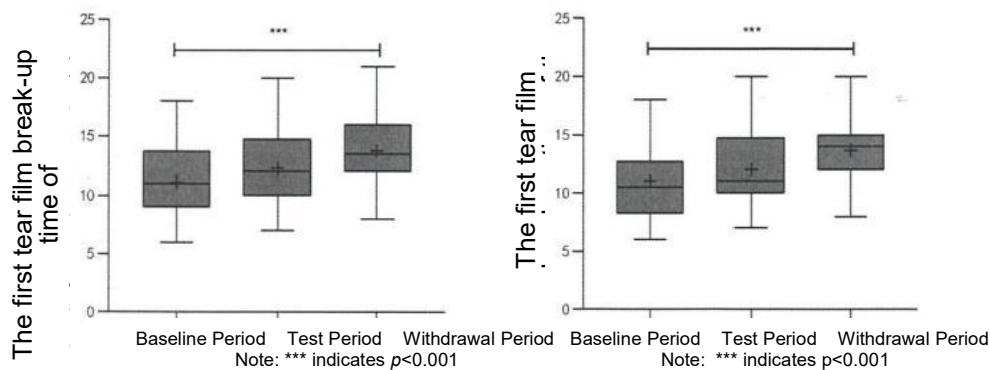 The first tear film break-up
time of
25
20
15
10
5
0
***
Baseline Period Test Period Withdrawal Period
Note: *** indicates p<0.001
The first tear film
25
20
15
10
5
0
***
Baseline Period Test Period Withdrawal Period
Note: *** indicates p<0.001